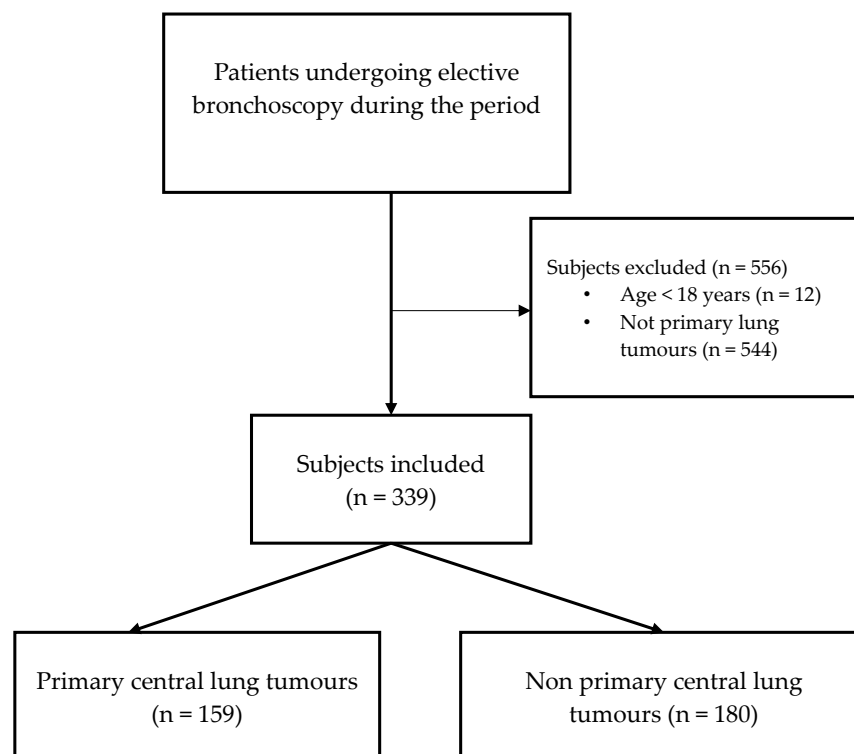 Patients undergoing elective
bronchoscopy during the period
Subjects excluded (n = 556)
• Age < 18 years (n = 12)
• Not primary lung
tumours (n = 544)
Subjects included
(n = 339)
Primary central lung tumours
(n = 159)
Non primary central lung
tumours (n = 180)